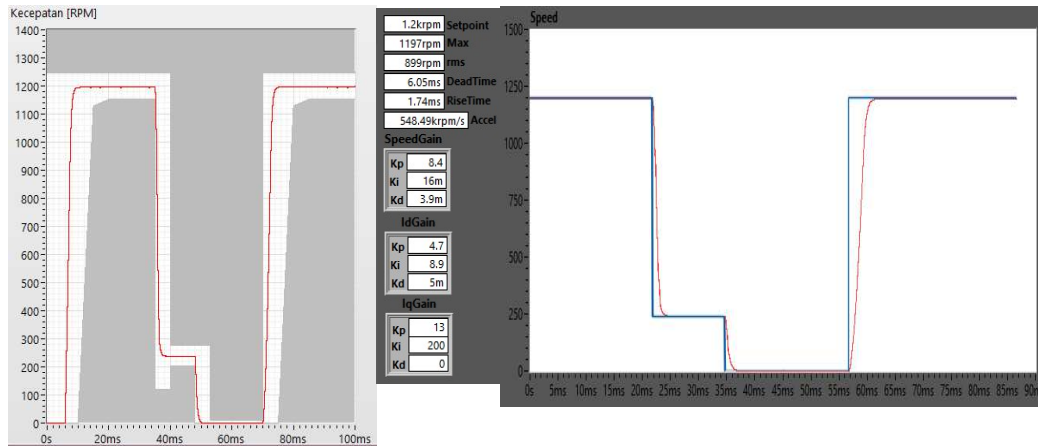 Kecepatan [RPM]
1400
1300
1200
1100
1000
900
800
700
600
500
400
300
200
100
0
0s 20ms 40ms 60ms 80ms 100ms
1.2krpm Setpoint
1197rpm Max
899rpm rms
6.05ms DeadTime
1.74ms RiseTime
548.49krpm/s Accel
SpeedGain
Kp 8.4
Ki 16m
Kd 3.9m
IdGain
Kp 4.7
Ki 8.9
Kd 5m
IqGain
Kp 13
Ki 200
Kd 0
Speed
1500
1250
1000
750
500
250
0
0s 5ms 10ms 15ms 20ms 25ms 30ms 35ms 40ms 45ms 50ms 55ms 60ms 65ms 70ms 75ms 80ms 85ms